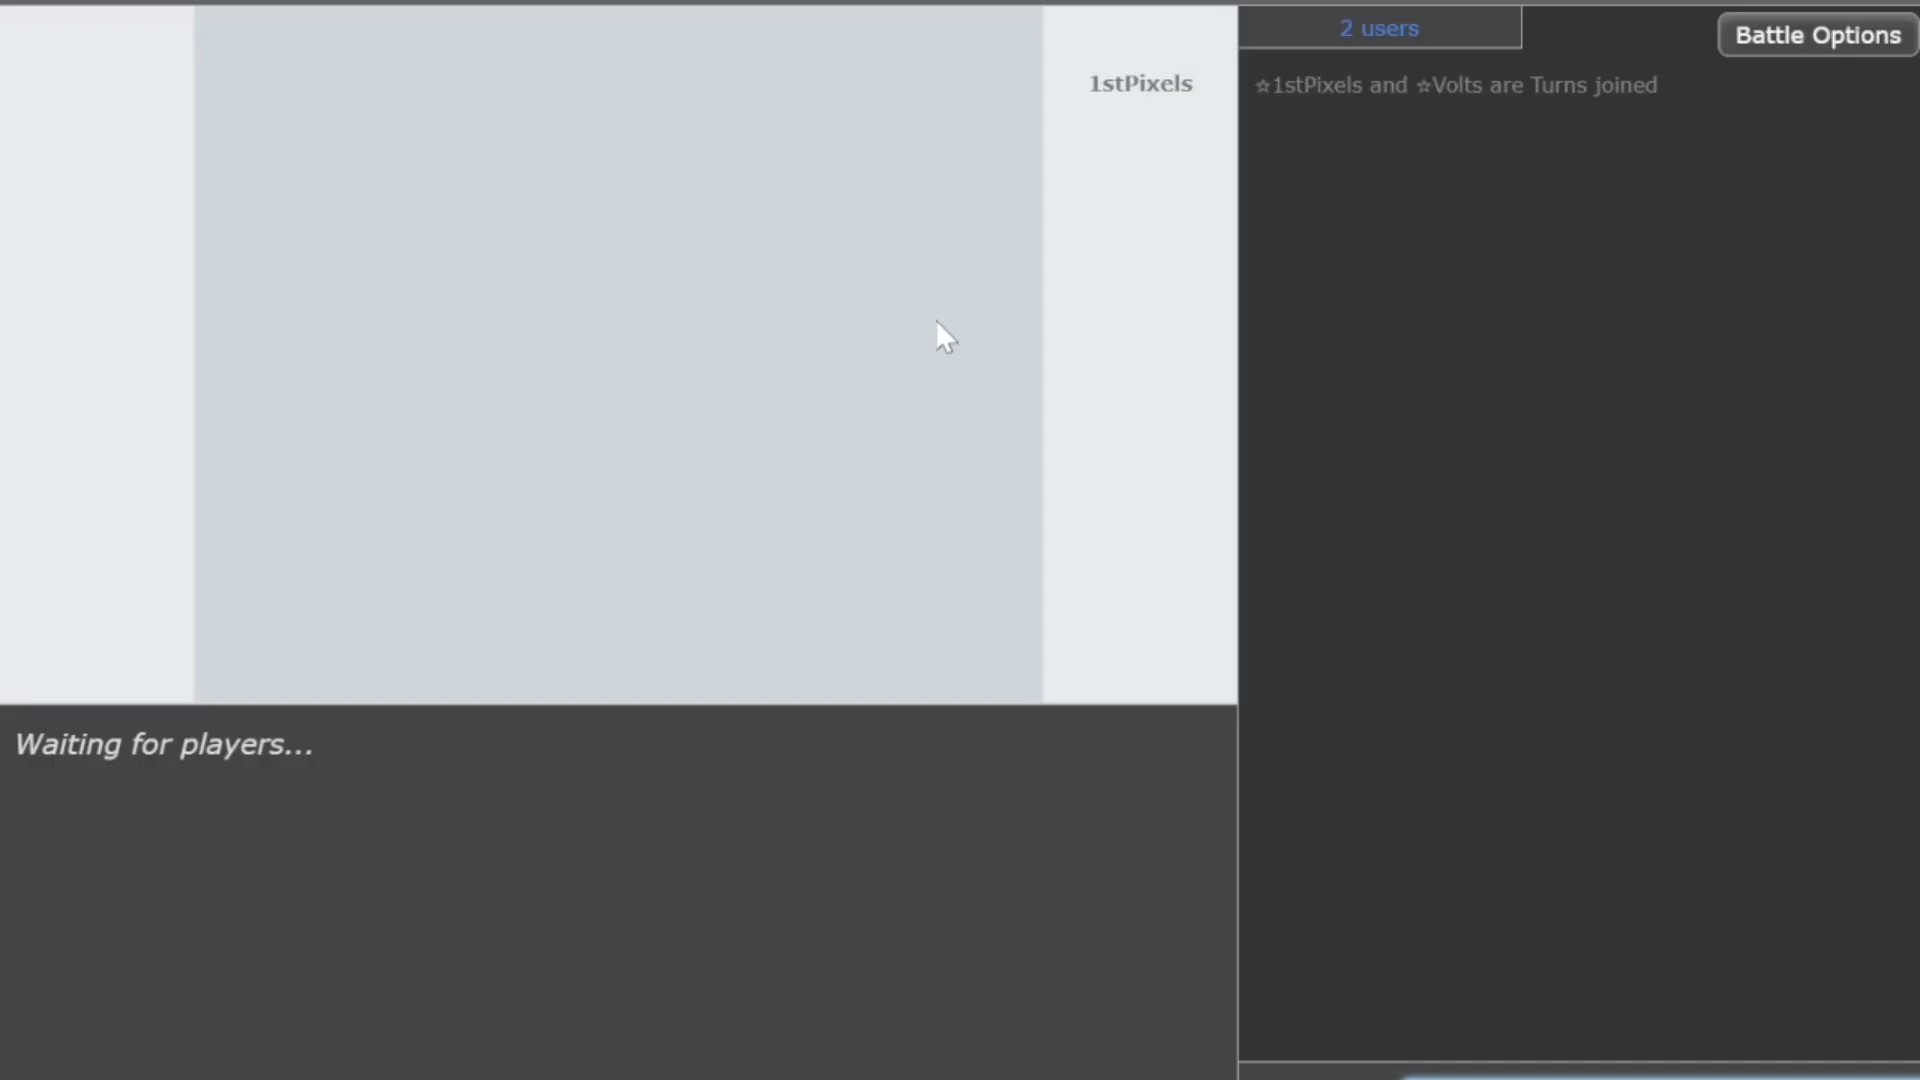 2 users
Battle Options
1stPixels
☆1stPixels and ☆Volts are Turns joined
Waiting for players...